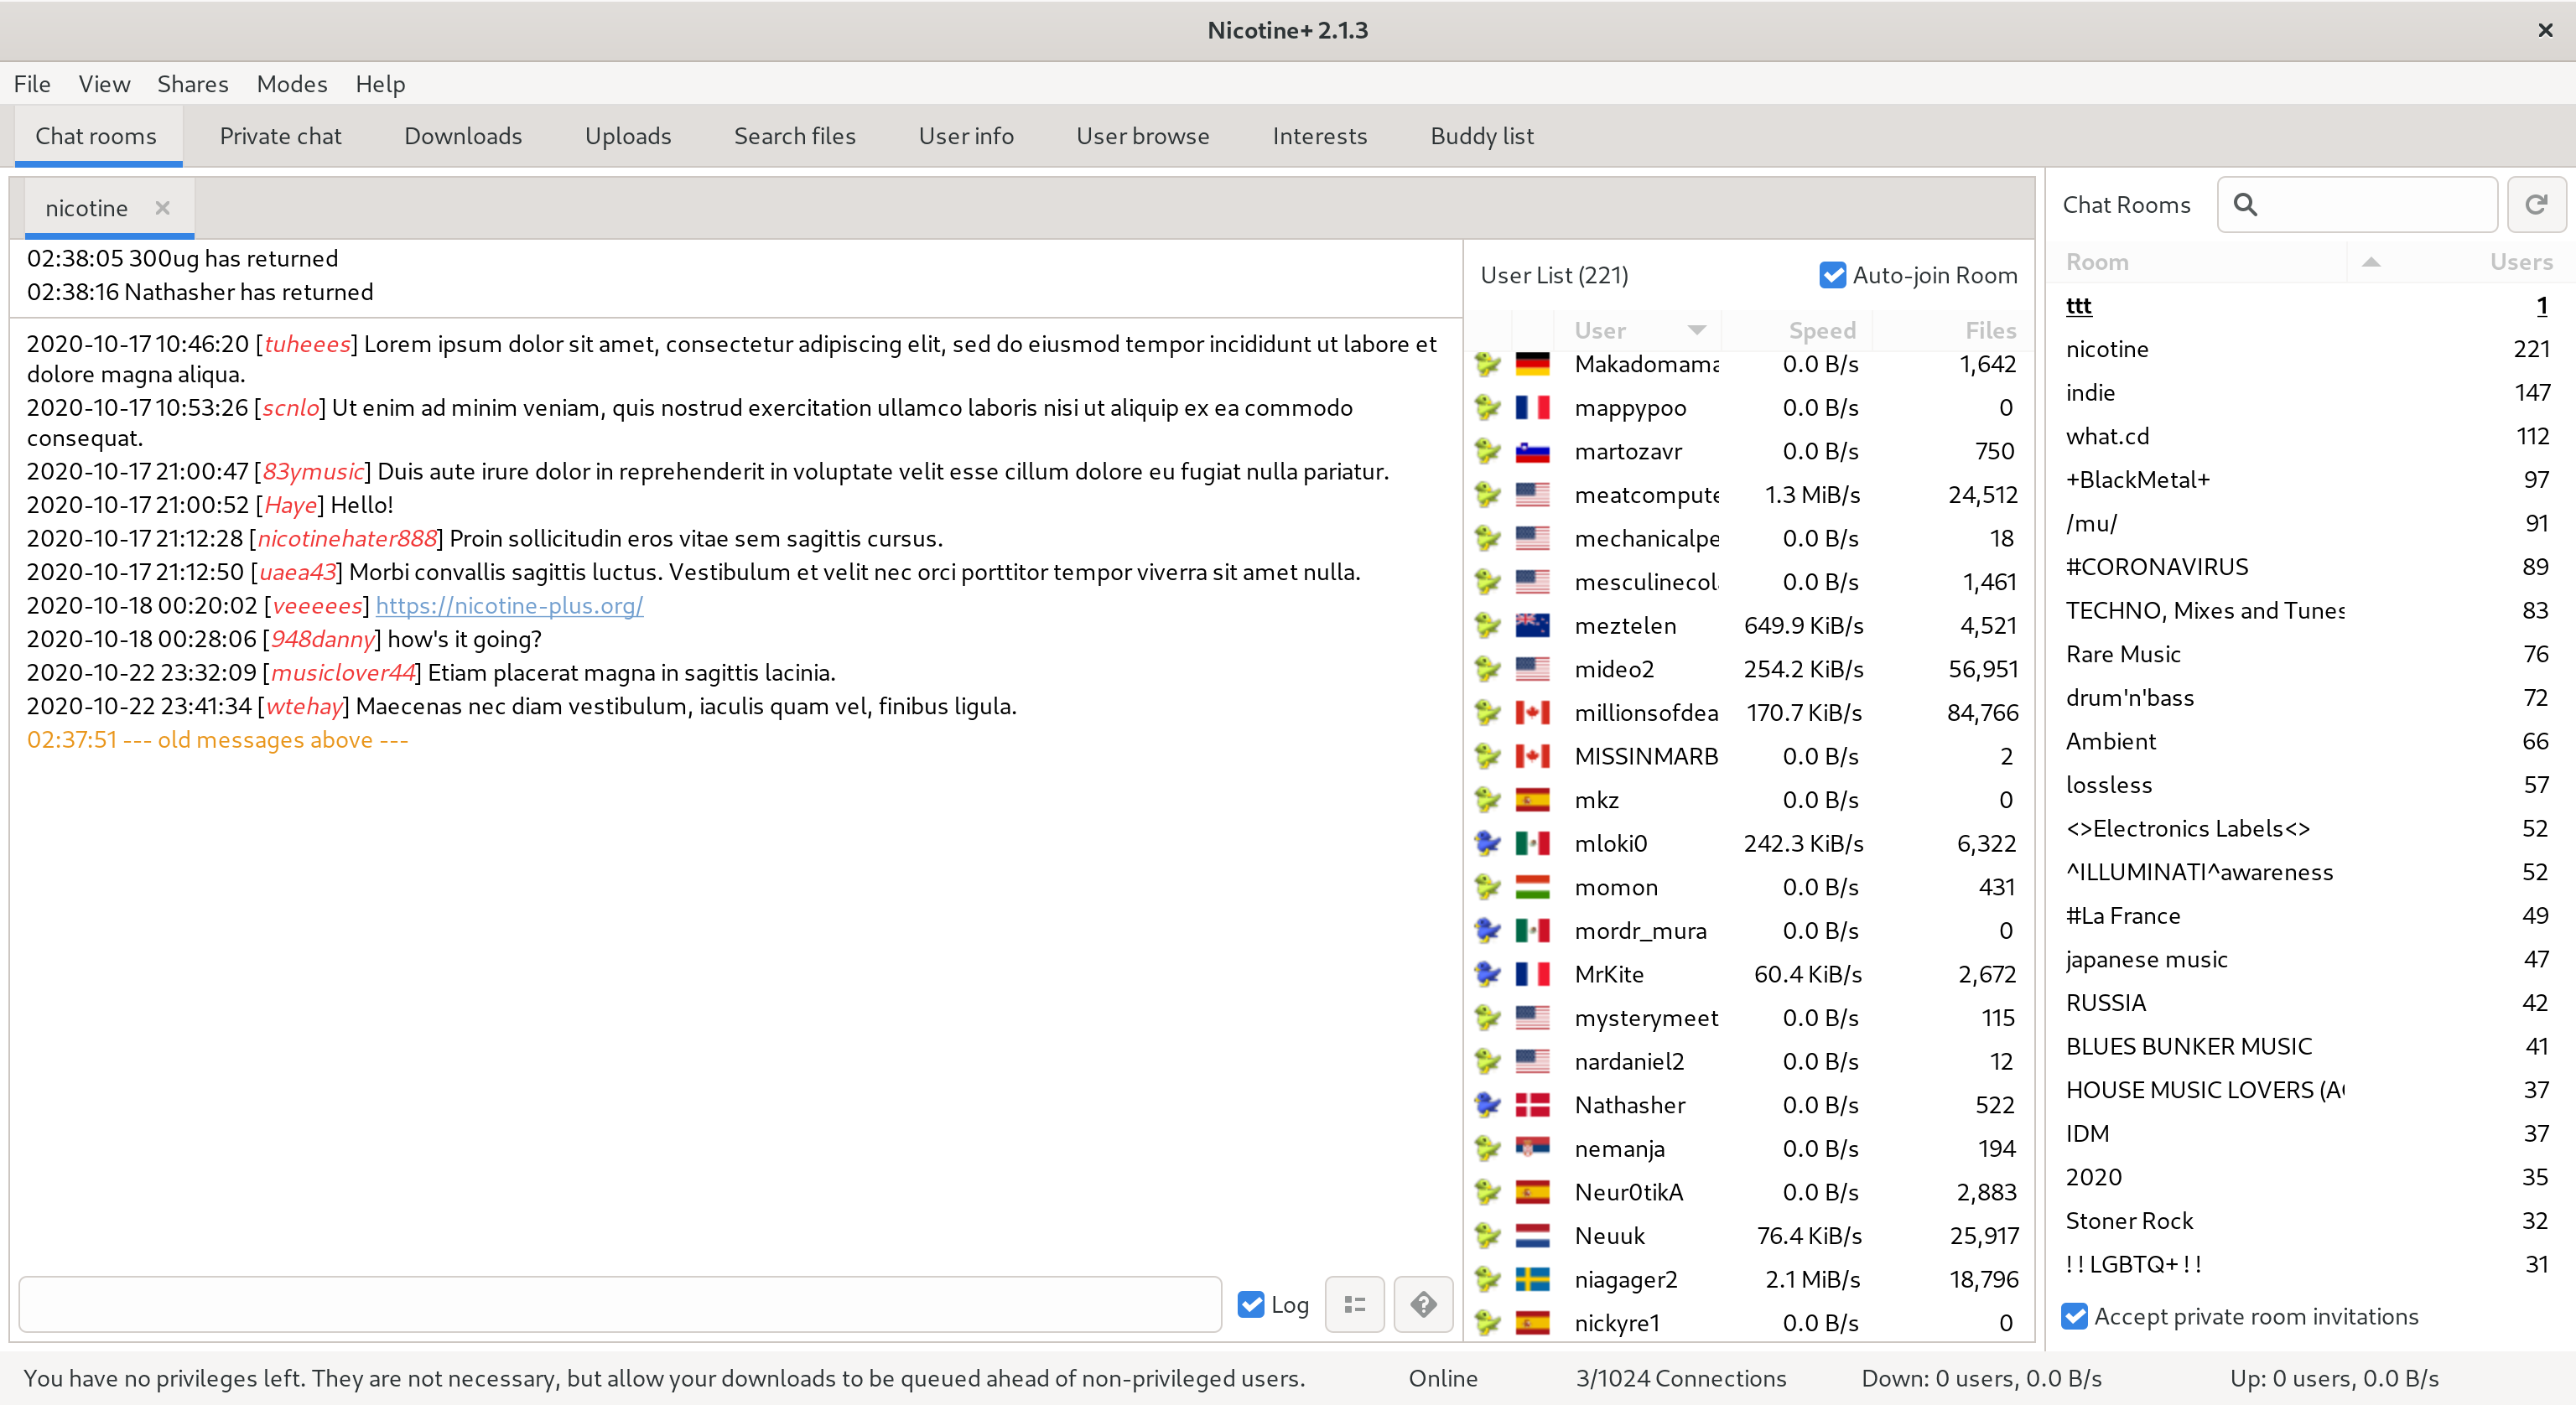 Nicotine+ 2.1.3
File View Shares Modes Help
Chat rooms Private chat Downloads Uploads Search files User info User browse Interests Buddy list
nicotine
02:38:05 300ug has returned
02:38:16 Nathasher has returned
2020-10-17 10:46:20 [tuheees] Lorem ipsum dolor sit amet, consectetur adipiscing elit, sed do eiusmod tempor incididunt ut labore et
dolore magna aliqua.
2020-10-17 10:53:26 [scnlo] Ut enim ad minim veniam, quis nostrud exercitation ullamco laboris nisi ut aliquip ex ea commodo
consequat.
2020-10-17 21:00:47 [83ymusic] Duis aute irure dolor in reprehenderit in voluptate velit esse cillum dolore eu fugiat nulla pariatur.
2020-10-17 21:00:52 [Haye] Hello!
2020-10-17 21:12:28 [nicotinehater888] Proin sollicitudin eros vitae sem sagittis cursus.
2020-10-17 21:12:50 [uaea43] Morbi convallis sagittis luctus. Vestibulum et velit nec orci porttitor tempor viverra sit amet nulla.
2020-10-18 00:20:02 [veeeees] https://nicotine-plus.org/
2020-10-18 00:28:06 [948danny] how's it going?
2020-10-22 23:32:09 [musiclover44] Etiam placerat magna in sagittis lacinia.
2020-10-22 23:41:34 [wtehay] Maecenas nec diam vestibulum, iaculis quam vel, finibus ligula.
02:37:51 --- old messages above ---
Log
User List (221) Auto-join Room
User Speed Files
Makadomama 0.0 B/s 1,642
mappypoo 0.0 B/s 0
martozavr 0.0 B/s 750
meatcompute 1.3 MiB/s 24,512
mechanicalpe 0.0 B/s 18
mesculinecol 0.0 B/s 1,461
meztelen 649.9 KiB/s 4,521
mideo2 254.2 KiB/s 56,951
millionsofdea 170.7 KiB/s 84,766
MISSINMARB 0.0 B/s 2
mkz 0.0 B/s 0
mloki0 242.3 KiB/s 6,322
momon 0.0 B/s 431
mordr_mura 0.0 B/s 0
MrKite 60.4 KiB/s 2,672
mysterymeet 0.0 B/s 115
nardaniel2 0.0 B/s 12
Nathasher 0.0 B/s 522
nemanja 0.0 B/s 194
Neur0tikA 0.0 B/s 2,883
Neuuk 76.4 KiB/s 25,917
niagager2 2.1 MiB/s 18,796
nickyre1 0.0 B/s 0
Chat Rooms
Room Users
ttt 1
nicotine 221
indie 147
what.cd 112
+BlackMetal+ 97
/mu/ 91
#CORONAVIRUS 89
TECHNO, Mixes and Tunes 83
Rare Music 76
drum'n'bass 72
Ambient 66
lossless 57
<>Electronics Labels<> 52
^ILLUMINATI^awareness 52
#La France 49
japanese music 47
RUSSIA 42
BLUES BUNKER MUSIC 41
HOUSE MUSIC LOVERS (A 37
IDM 37
2020 35
Stoner Rock 32
! ! LGBTQ+ ! ! 31
Accept private room invitations
You have no privileges left. They are not necessary, but allow your downloads to be queued ahead of non-privileged users. Online 3/1024 Connections Down: 0 users, 0.0 B/s Up: 0 users, 0.0 B/s